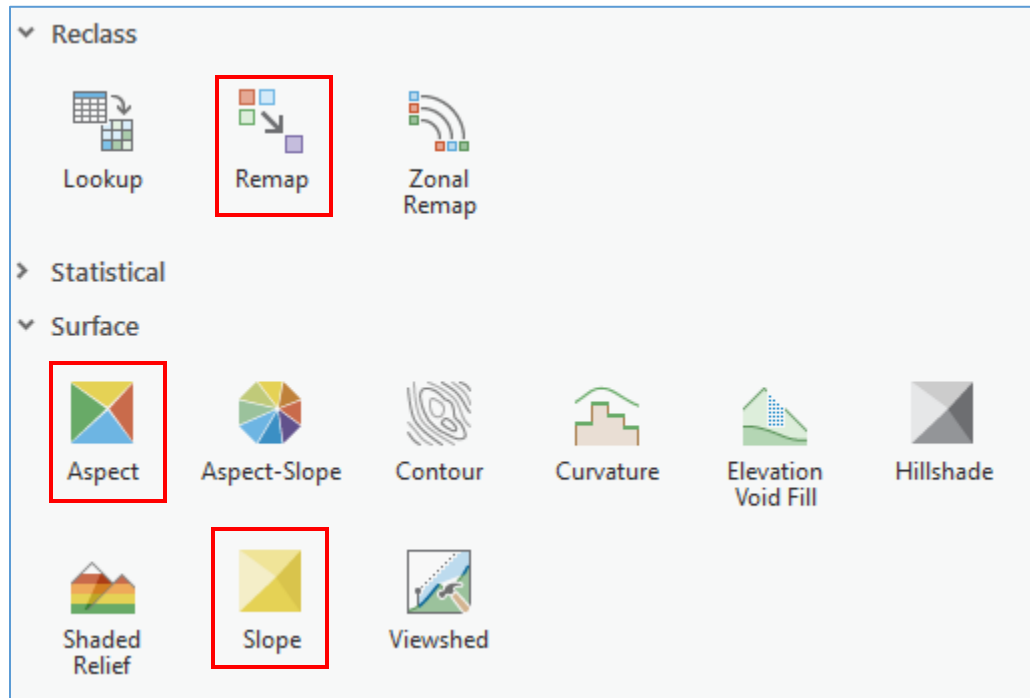 Reclass
Lookup
Remap
Zonal
Remap
Statistical
Surface
Aspect
Aspect-Slope
Contour
Curvature
Elevation
Void Fill
Hillshade
Shaded
Relief
Slope
Viewshed